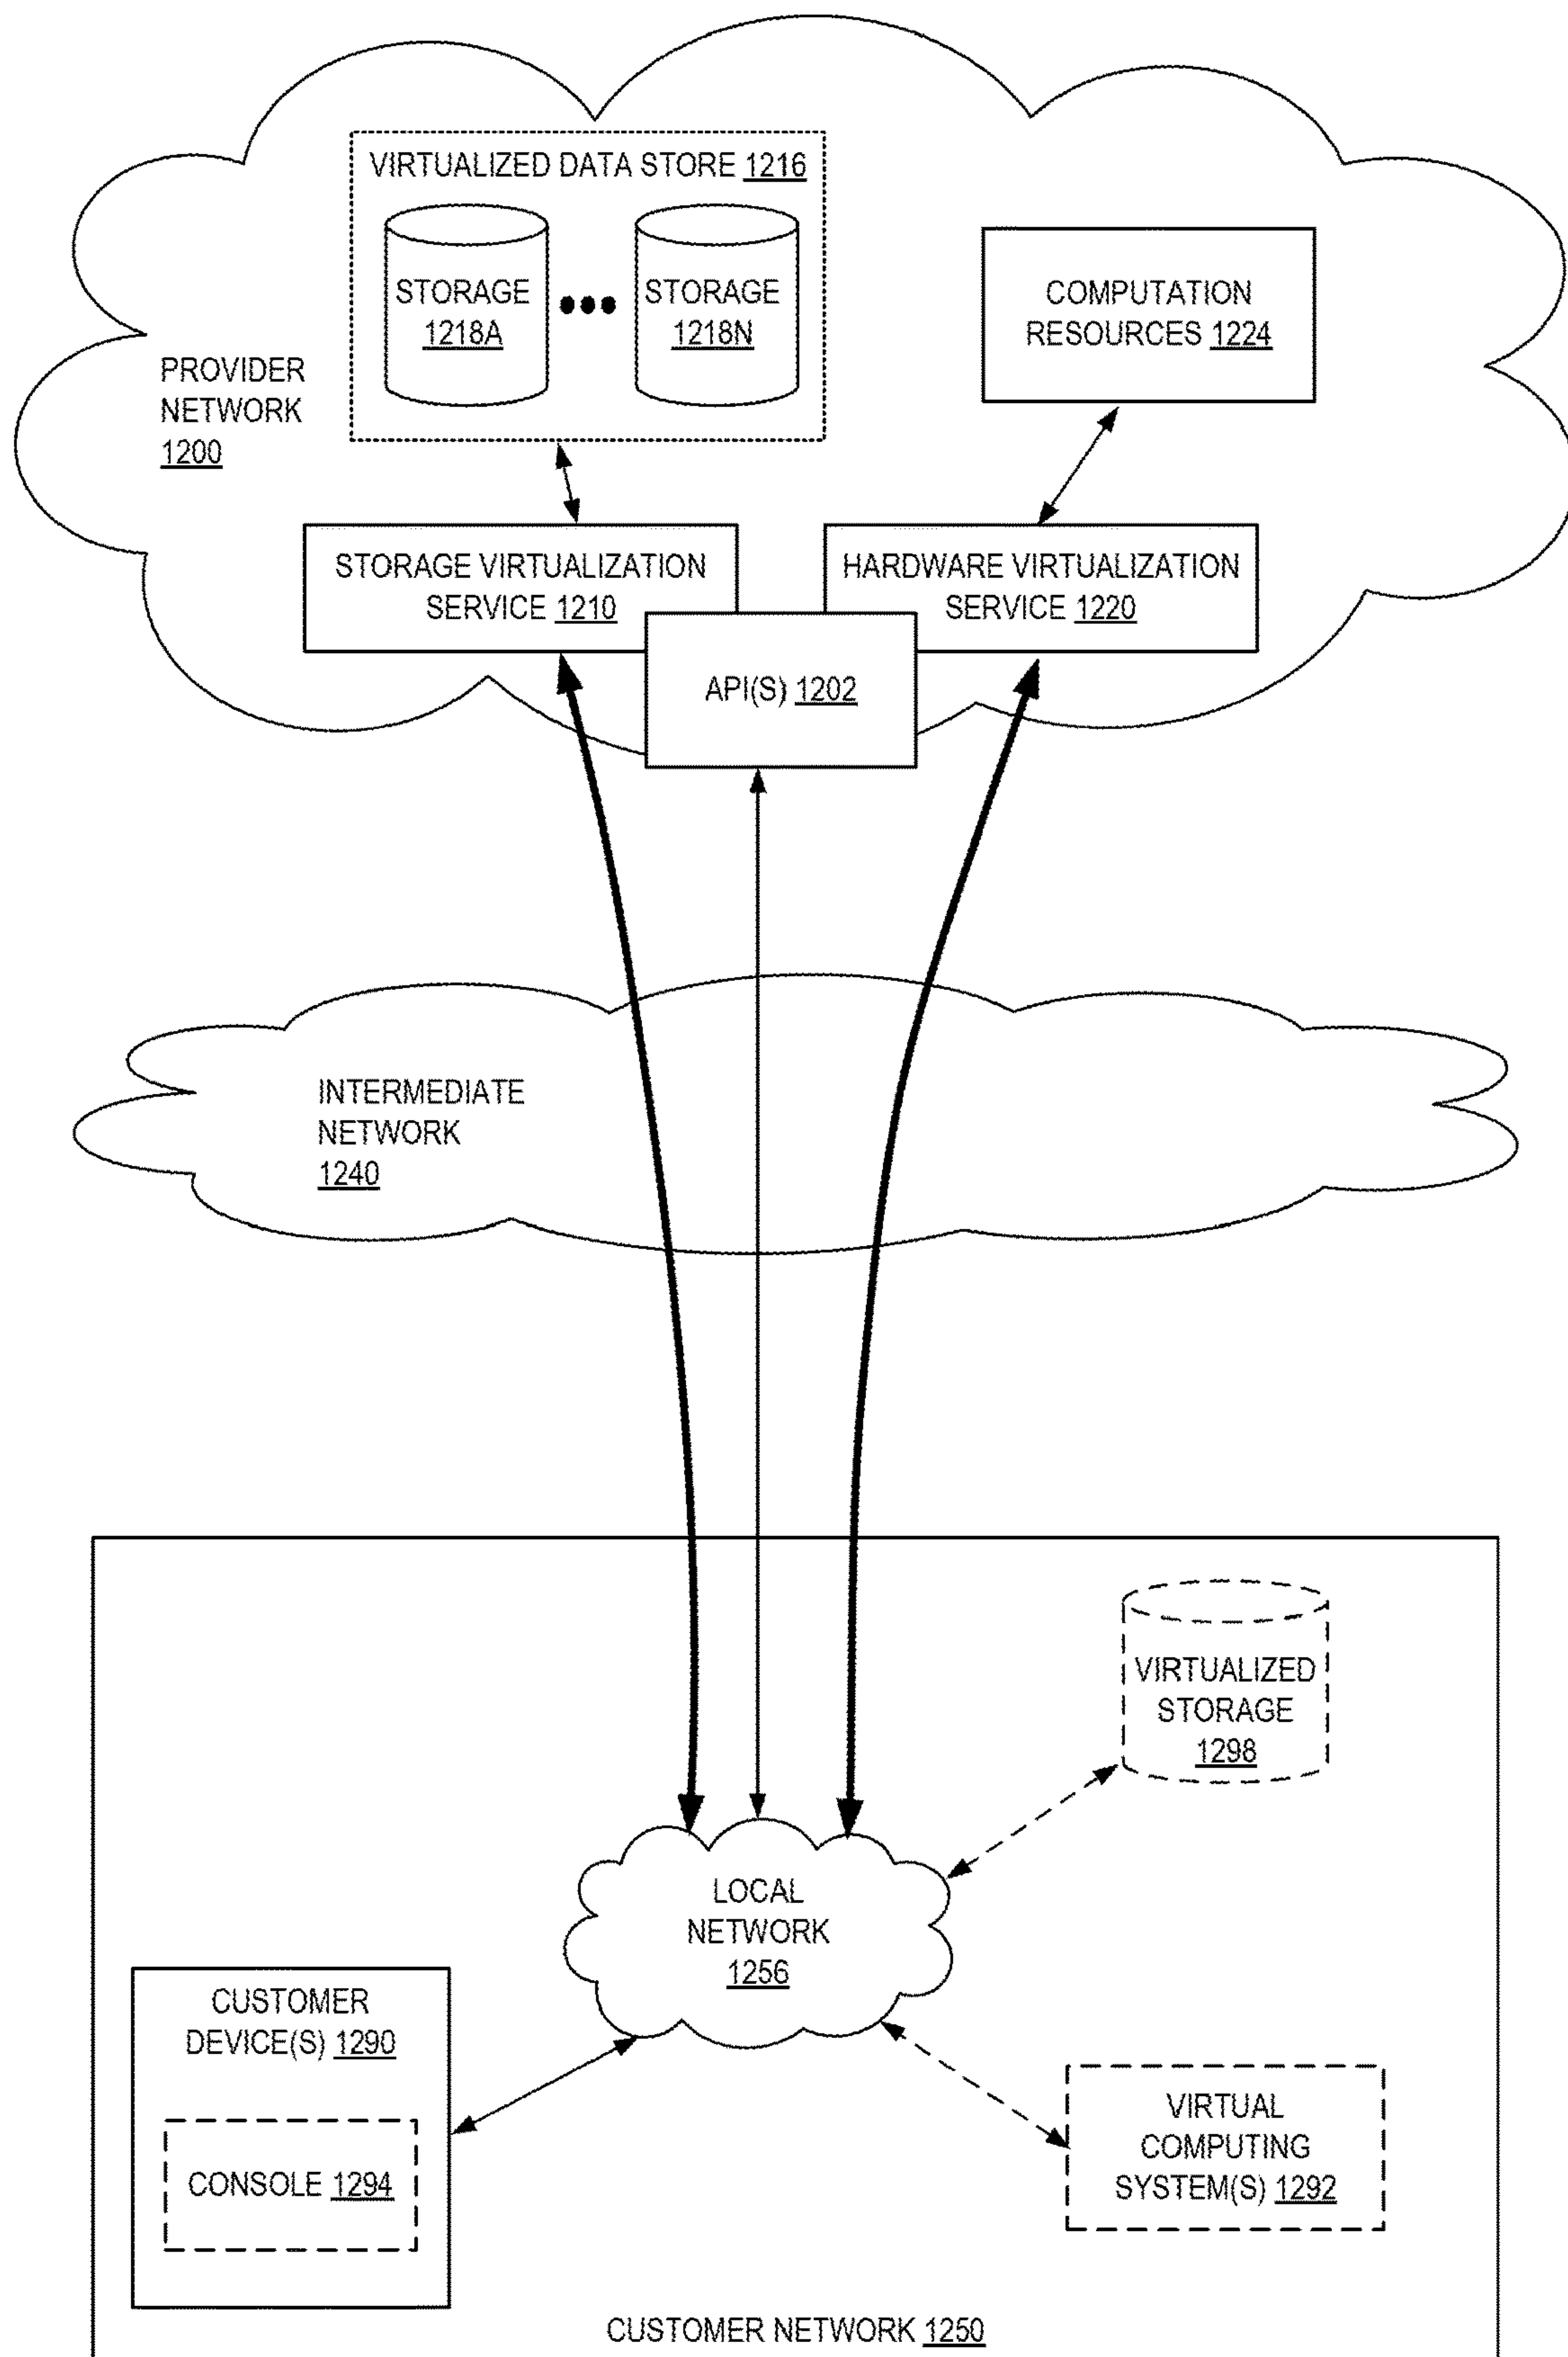 VIRTUALIZED DATA STORE 1216
STORAGE
1218A
STORAGE
1218N
COMPUTATION
RESOURCES 1224
PROVIDER
NETWORK
1200
STORAGE VIRTUALIZATION
SERVICE 1210
HARDWARE VIRTUALIZATION
SERVICE 1220
API(S) 1202
INTERMEDIATE
NETWORK
1240
VIRTUALIZED
STORAGE
1298
LOCAL
NETWORK
1256
CUSTOMER
DEVICE(S) 1290
CONSOLE 1294
VIRTUAL
COMPUTING
SYSTEM(S) 1292
CUSTOMER NETWORK 1250